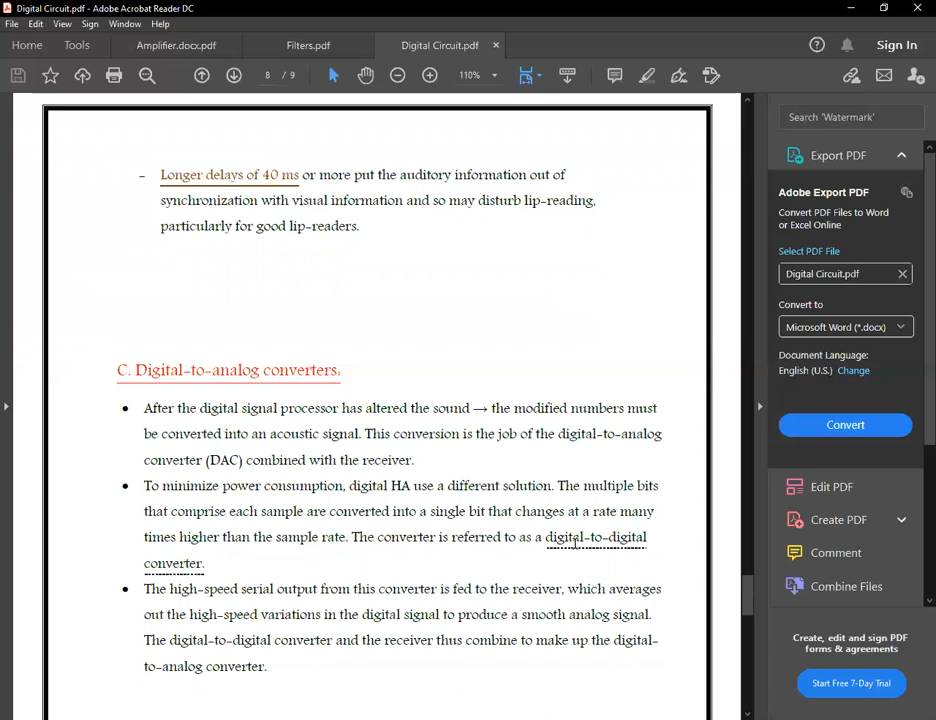 Digital Circuit.pdf - Adobe Acrobat Reader DC
File Edit View Sign Window Help
Home Tools Amplifier.docx.pdf Filters.pdf Digital Circuit.pdf × Sign In
8 / 9 110%
- Longer delays of 40 ms or more put the auditory information out of
synchronization with visual information and so may disturb lip-reading,
particularly for good lip-readers.
C. Digital-to-analog converters:
• After the digital signal processor has altered the sound → the modified numbers must
be converted into an acoustic signal. This conversion is the job of the digital-to-analog
converter (DAC) combined with the receiver.
• To minimize power consumption, digital HA use a different solution. The multiple bits
that comprise each sample are converted into a single bit that changes at a rate many
times higher than the sample rate. The converter is referred to as a digital-to-digital
converter.
• The high-speed serial output from this converter is fed to the receiver, which averages
out the high-speed variations in the digital signal to produce a smooth analog signal.
The digital-to-digital converter and the receiver thus combine to make up the digital-
to-analog converter.
Search 'Watermark'
Export PDF
Adobe Export PDF
Convert PDF Files to Word
or Excel Online
Select PDF File
Digital Circuit.pdf
Convert to
Microsoft Word (*.docx)
Document Language:
English (U.S.) Change
Convert
Edit PDF
Create PDF
Comment
Combine Files
Create, edit and sign PDF
forms & agreements
Start Free 7-Day Trial